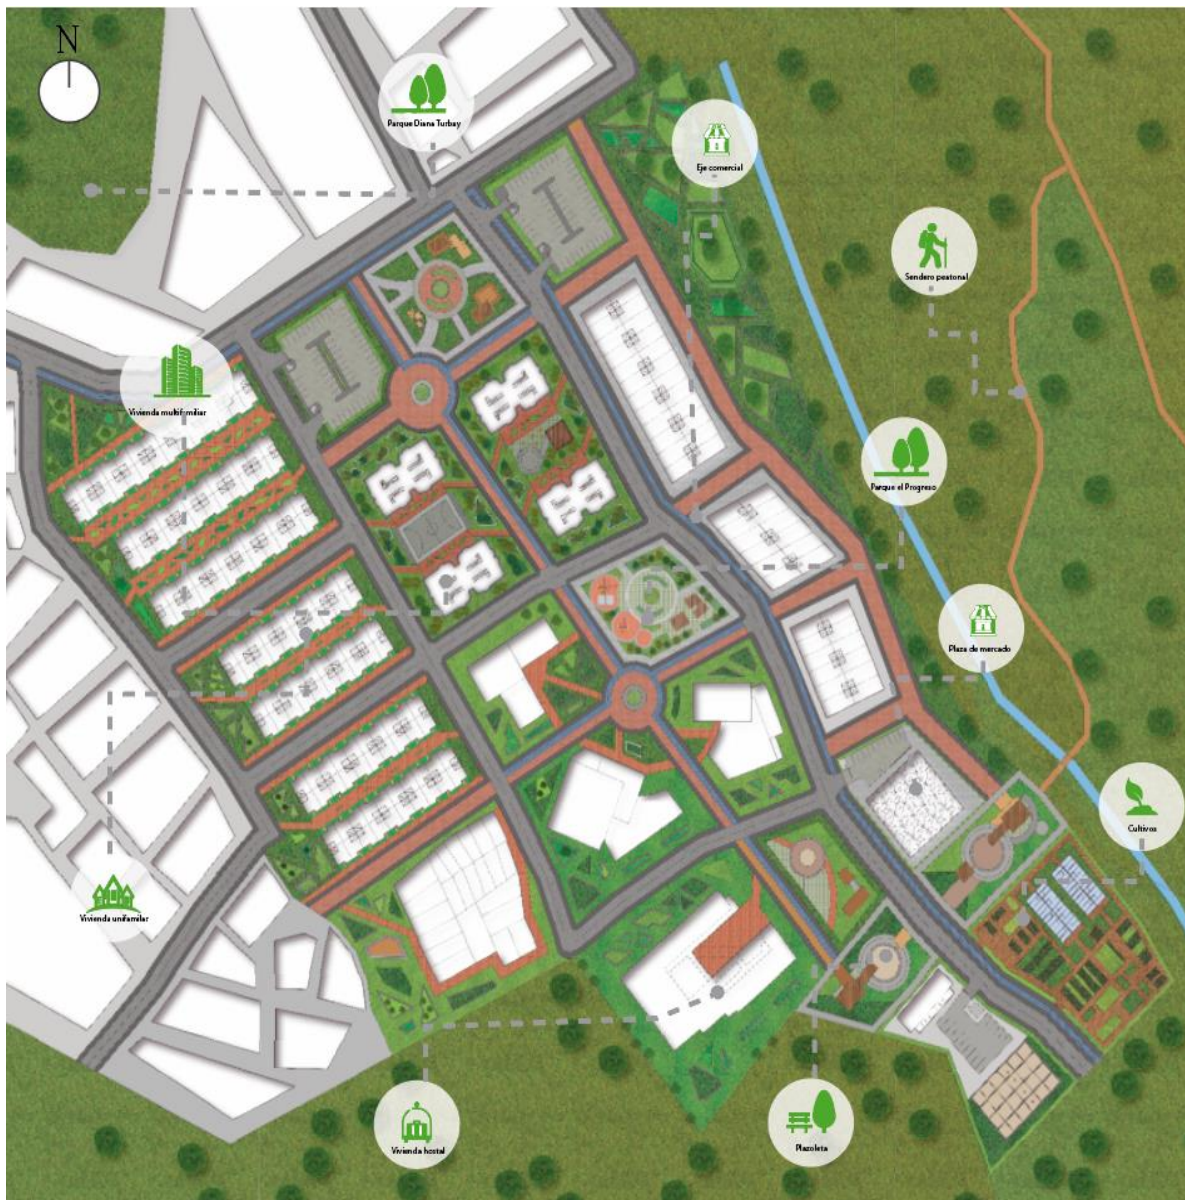 N
Parque Diana Turbay
Eje comercial
Sendero peatonal
Vivienda multifimiliar
Parque el Progreso
Plaza de mercado
Cultivos
Vivienda unifamiliar
Vivienda hostal
Plazoleta